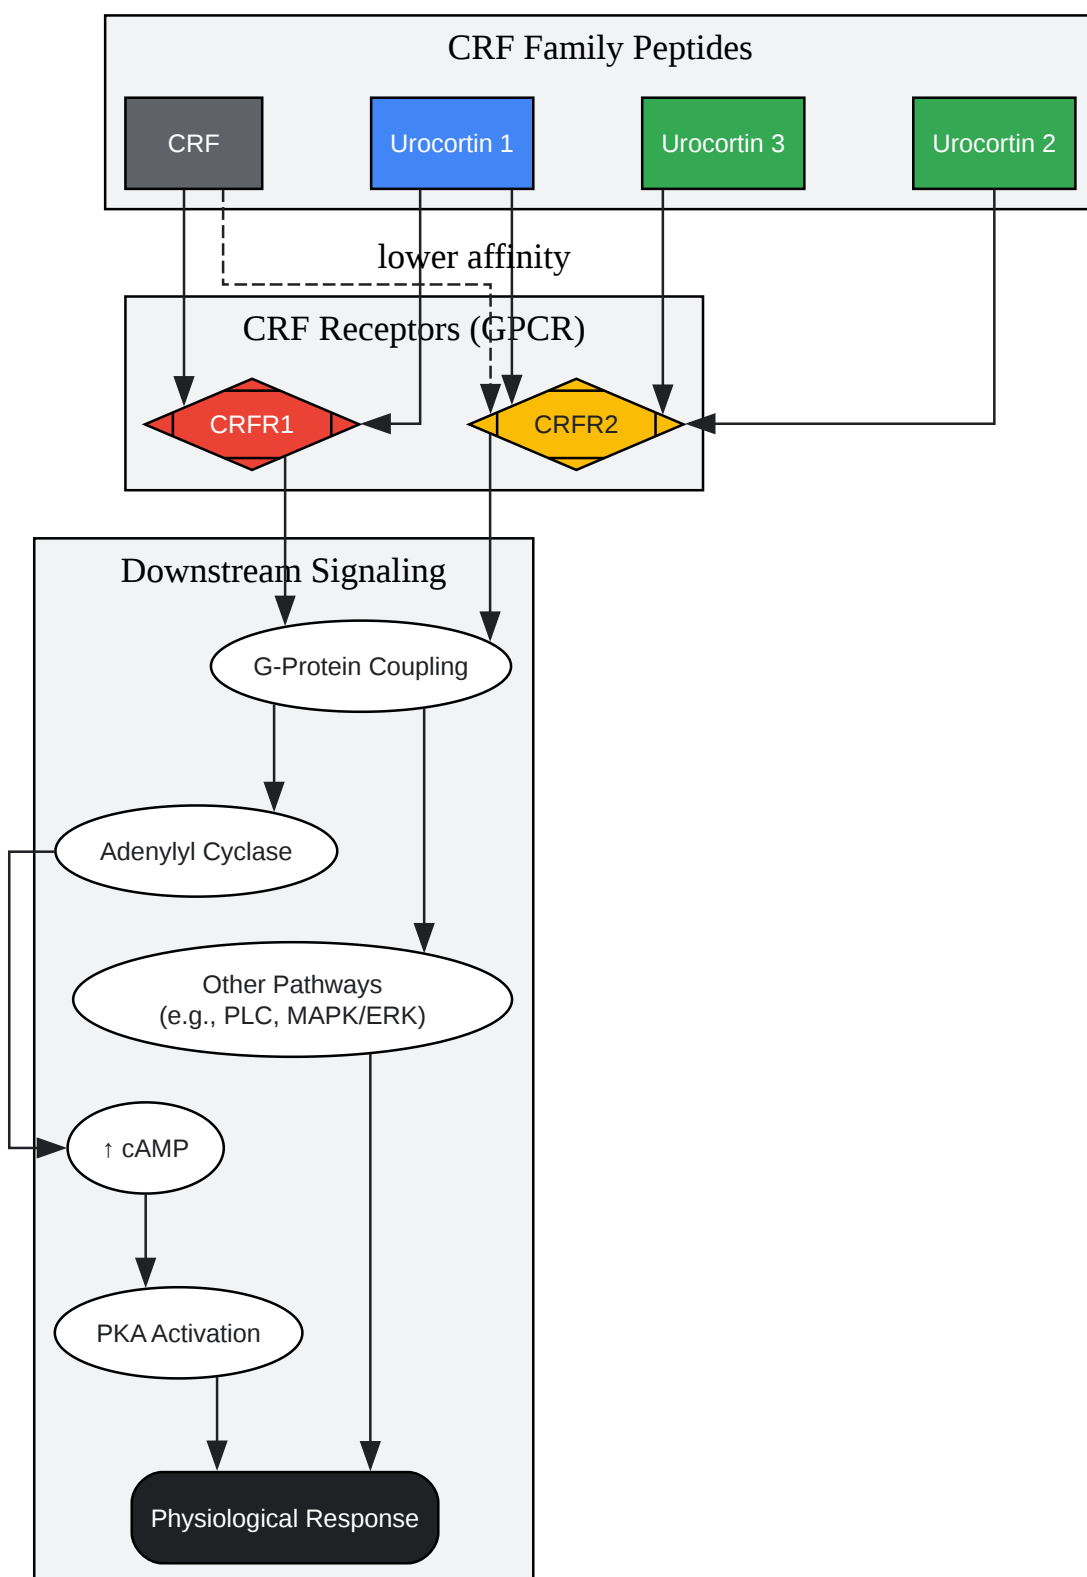 CRF Family Peptides
CRF
Urocortin 1
Urocortin 3
Urocortin 2
lower affinity
CRF Receptors (GPCR)
CRFR1
CRFR2
Downstream Signaling
G-Protein Coupling
Adenylyl Cyclase
Other Pathways
(e.g., PLC, MAPK/ERK)
↑ cAMP
PKA Activation
Physiological Response